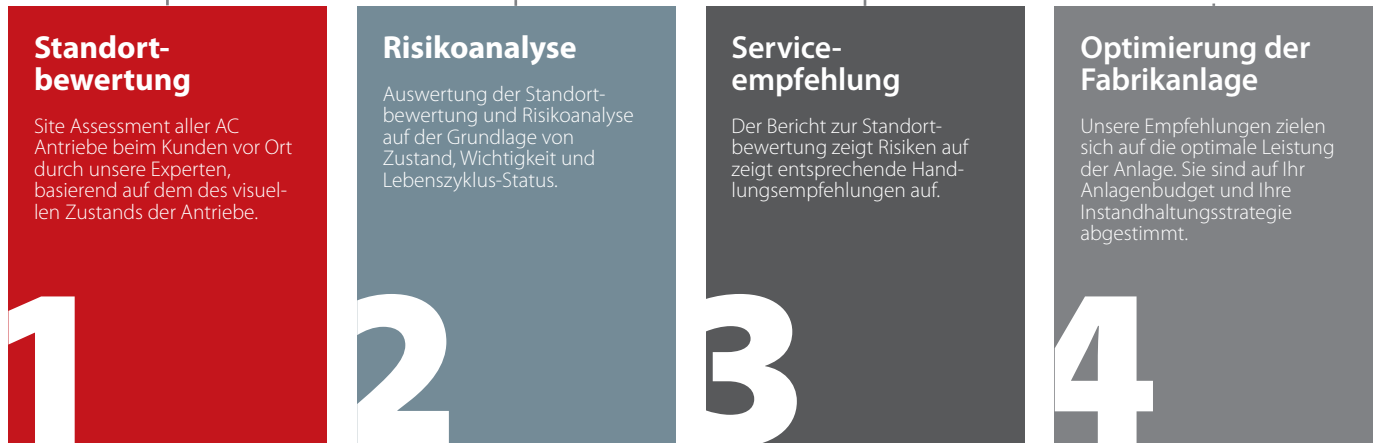 Standort-
bewertung
Site Assessment aller AC
Antriebe beim Kunden vor Ort
durch unsere Experten,
basierend auf dem des visuel-
len Zustands der Antriebe.
1
Risikoanalyse
Auswertung der Standort-
bewertung und Risikoanalyse
auf der Grundlage von
Zustand, Wichtigkeit und
Lebenszyklus-Status.
2
Service-
empfehlung
Der Bericht zur Standort-
bewertung zeigt Risiken auf
zeigt entsprechende Hand-
lungsempfehlungen auf.
3
Optimierung der
Fabrikanlage
Unsere Empfehlungen zielen
sich auf die optimale Leistung
der Anlage. Sie sind auf Ihr
Anlagenbudget und Ihre
Instandhaltungsstrategie
abgestimmt.
4